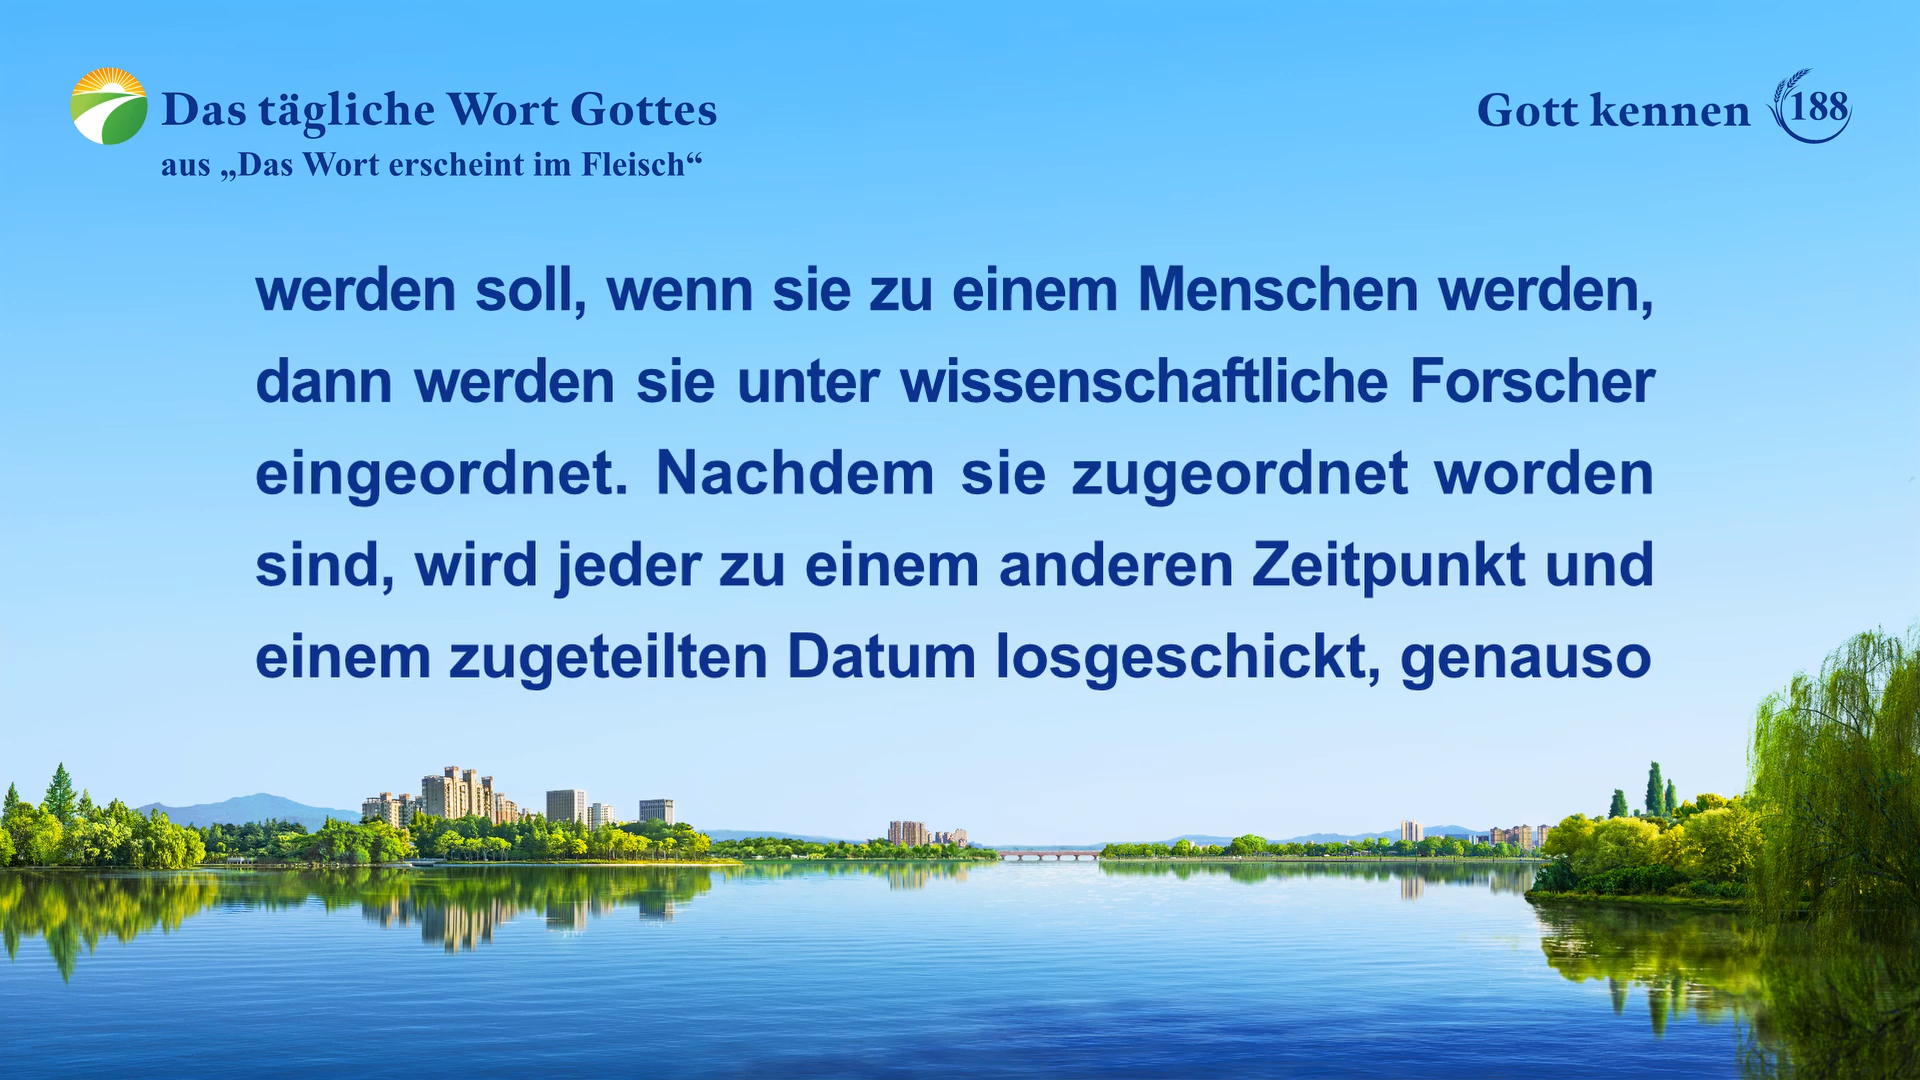 Das tägliche Wort Gottes
aus „Das Wort erscheint im Fleisch“
Gott kennen 188
werden soll, wenn sie zu einem Menschen werden,
dann werden sie unter wissenschaftliche Forscher
eingeordnet. Nachdem sie zugeordnet worden
sind, wird jeder zu einem anderen Zeitpunkt und
einem zugeteilten Datum losgeschickt, genauso